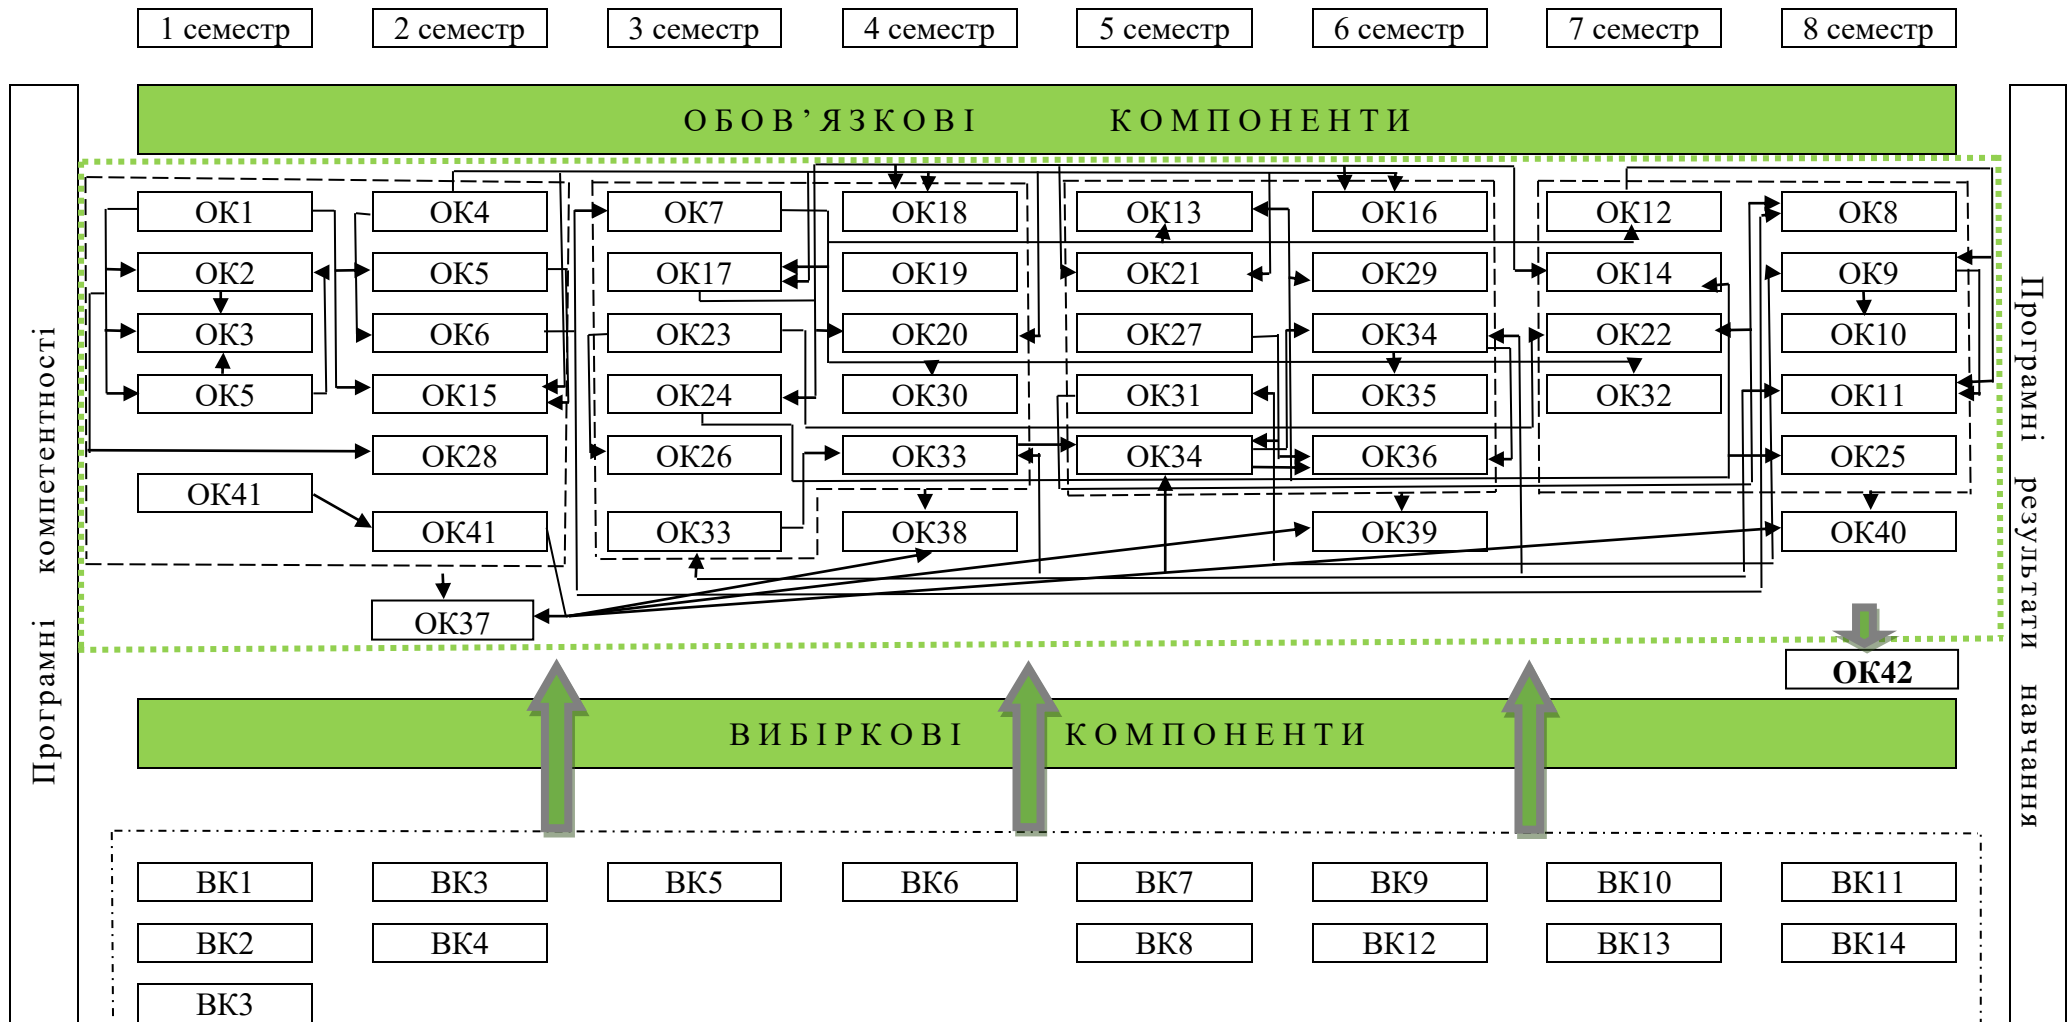 1 семестр 2 семестр 3 семестр 4 семестр 5 семестр 6 семестр 7 семестр 8 семестр
ОБОВ’ЯЗКОВІ КОМПОНЕНТИ
ОК1 ОК4 ОК7 ОК18 ОК13 ОК16 ОК12 ОК8
ОК2 ОК5 ОК17 ОК19 ОК21 ОК29 ОК14 ОК9
ОК3 ОК6 ОК23 ОК20 ОК27 ОК34 ОК22 ОК10
ОК5 ОК15 ОК24 ОК30 ОК31 ОК35 ОК32 ОК11
ОК28 ОК26 ОК33 ОК34 ОК36 ОК25
ОК41
ОК41 ОК33 ОК38 ОК39 ОК40
ОК37
ОК42
ВИБІРКОВІ КОМПОНЕНТИ
ВК1 ВК3 ВК5 ВК6 ВК7 ВК9 ВК10 ВК11
ВК2 ВК4 ВК8 ВК12 ВК13 ВК14
ВК3
Програмні компетентності
Програмні результати навчання